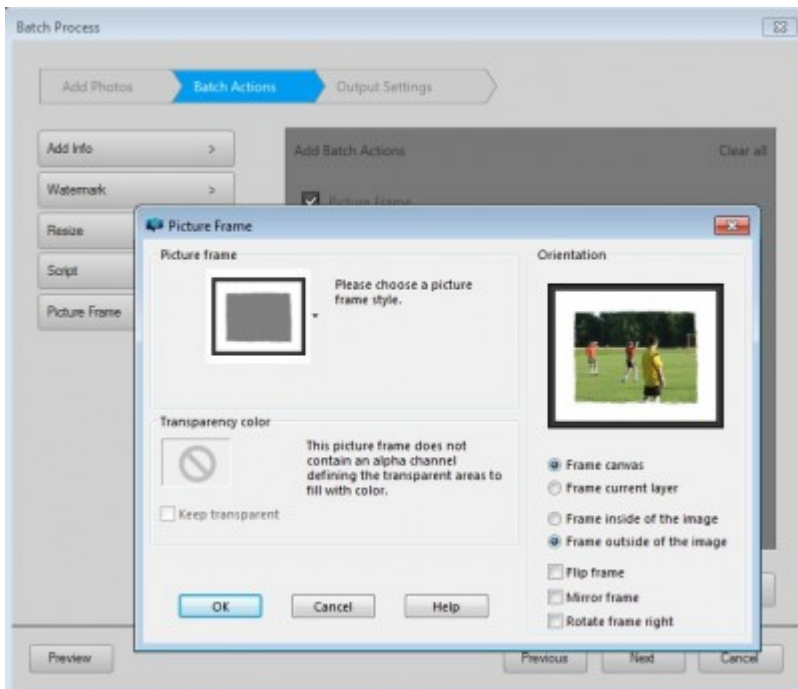 Batch Process
Add Photos
Batch Actions
Output Settings
Add Info >
Watermark >
Resize
Script
Picture Frame
Add Batch Actions
Clear all
Picture Frame
Picture Frame
Picture frame
Please choose a picture
frame style.
Transparency color
This picture frame does not
contain an alpha channel
defining the transparent areas to
fill with color.
Keep transparent
OK
Cancel
Help
Orientation
Frame canvas
Frame current layer
Frame inside of the image
Frame outside of the image
Flip frame
Mirror frame
Rotate frame right
Preview
Previous
Next
Cancel